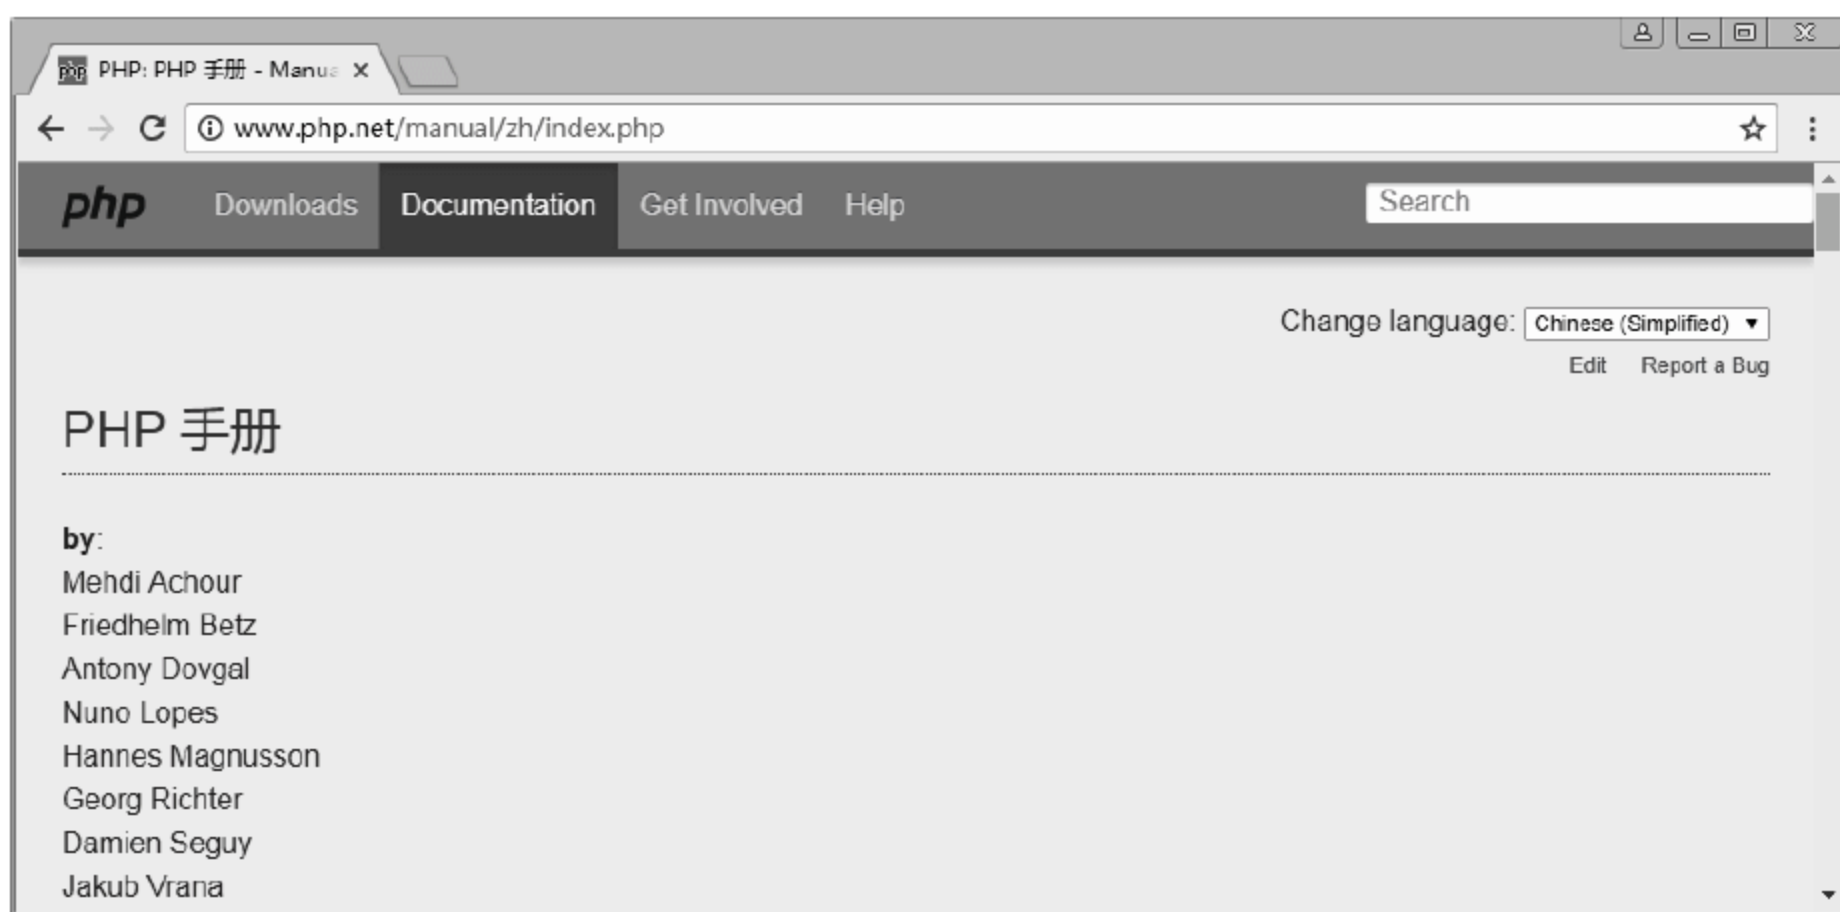 PHP: PHP 手册 - Manua
www.php.net/manual/zh/index.php
php Downloads Documentation Get Involved Help Search
Change language: Chinese (Simplified)
Edit Report a Bug
PHP 手册
by:
Mehdi Achour
Friedhelm Betz
Antony Dovgal
Nuno Lopes
Hannes Magnusson
Georg Richter
Damien Seguy
Jakub Vrana